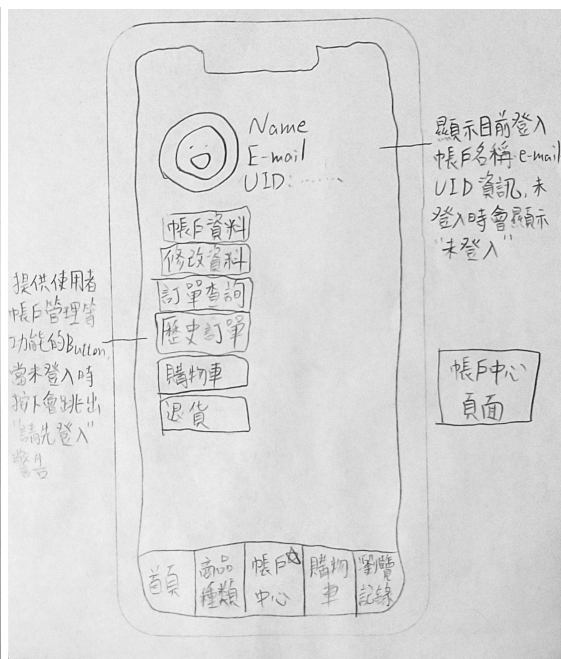 Name
E-mail
UID:........
帳戶資料
修改資料
訂單查詢
歷史訂單
購物車
退貨
顯示目前登入
帳戶名稱 e-mail
UID 資訊,未
登入時會顯示
"未登入"
提供使用者
帳戶管理等
功能的Button,
當未登入時
按下會跳出
"請先登入"
警告
帳戶中心
頁面
首頁
商品
種類
帳戶
中心
購物
車
瀏覽
記錄